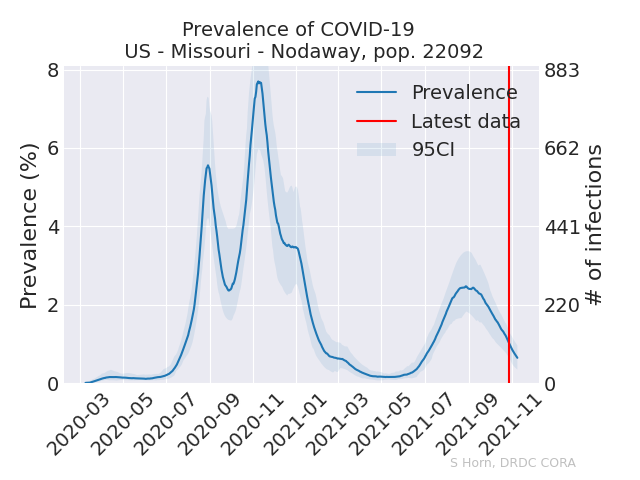 Prevalence of COVID-19
US - Missouri - Nodaway, pop. 22092
Prevalence (%)
8
6
4
2
0
883
662
441
220
0
# of infections
Prevalence
Latest data
95CI
2020-03
2020-05
2020-07
2020-09
2020-11
2021-01
2021-03
2021-05
2021-07
2021-09
2021-11
S Horn, DRDC CORA